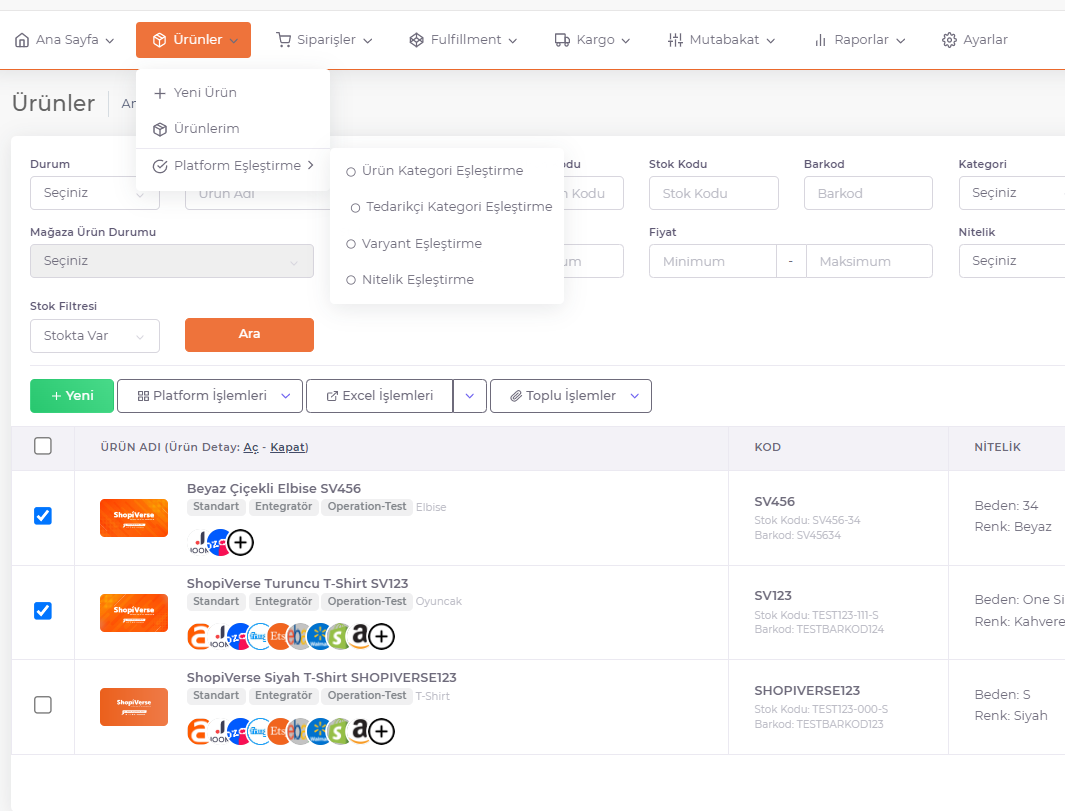 Ana Sayfa
Ürünler
Siparişler
Fulfillment
Kargo
Mutabakat
Raporlar
Ayarlar
Yeni Ürün
Ürünlerim
Platform Eşleştirme
Ürün Kategori Eşleştirme
Tedarikçi Kategori Eşleştirme
Varyant Eşleştirme
Nitelik Eşleştirme
Ürünler
Durum
Stok Kodu
Barkod
Kategori
Seçiniz
Ürün Adı
Kodu
Stok Kodu
Barkod
Seçiniz
Mağaza Ürün Durumu
Fiyat
Nitelik
Seçiniz
Minimum - Maksimum
Seçiniz
Stok Filtresi
Stokta Var
Ara
+ Yeni
Platform İşlemleri
Excel İşlemleri
Toplu İşlemler
ÜRÜN ADI (Ürün Detay: Aç - Kapat)
KOD
NİTELİK
Beyaz Çiçekli Elbise SV456
Standart Entegratör Operation-Test Elbise
ShopiVerse
SV456
Stok Kodu: SV456-34
Barkod: SV45634
Beden: 34
Renk: Beyaz
ShopiVerse Turuncu T-Shirt SV123
Standart Entegratör Operation-Test Oyuncak
ShopiVerse
SV123
Stok Kodu: TEST123-111-S
Barkod: TESTBARKOD124
Beden: One Si
Renk: Kahvere
ShopiVerse Siyah T-Shirt SHOPIVERSE123
Standart Entegratör Operation-Test T-Shirt
ShopiVerse
SHOPIVERSE123
Stok Kodu: TEST123-000-S
Barkod: TESTBARKOD123
Beden: S
Renk: Siyah